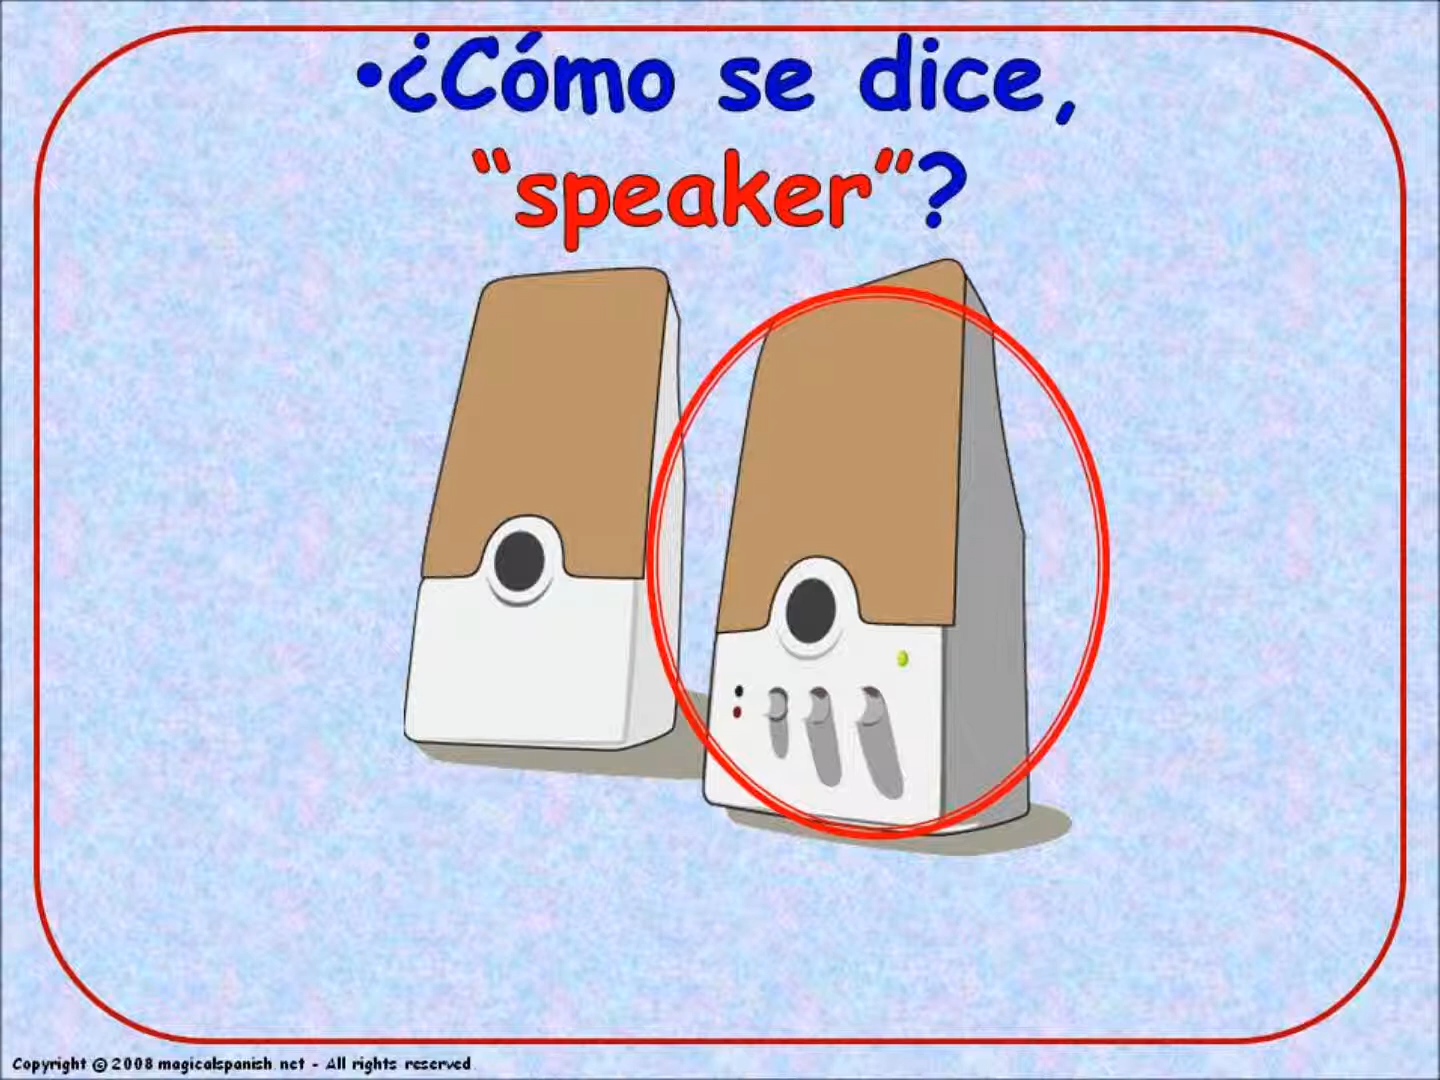 •¿Cómo se dice,
“speaker”?
Copyright © 2008 magicalspanish.net - All rights reserved.